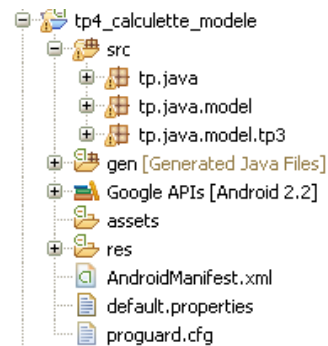 tp4_calculette_modele
src
tp.java
tp.java.model
tp.java.model.tp3
gen [Generated Java Files]
Google APIs [Android 2.2]
assets
res
AndroidManifest.xml
default.properties
proguard.cfg